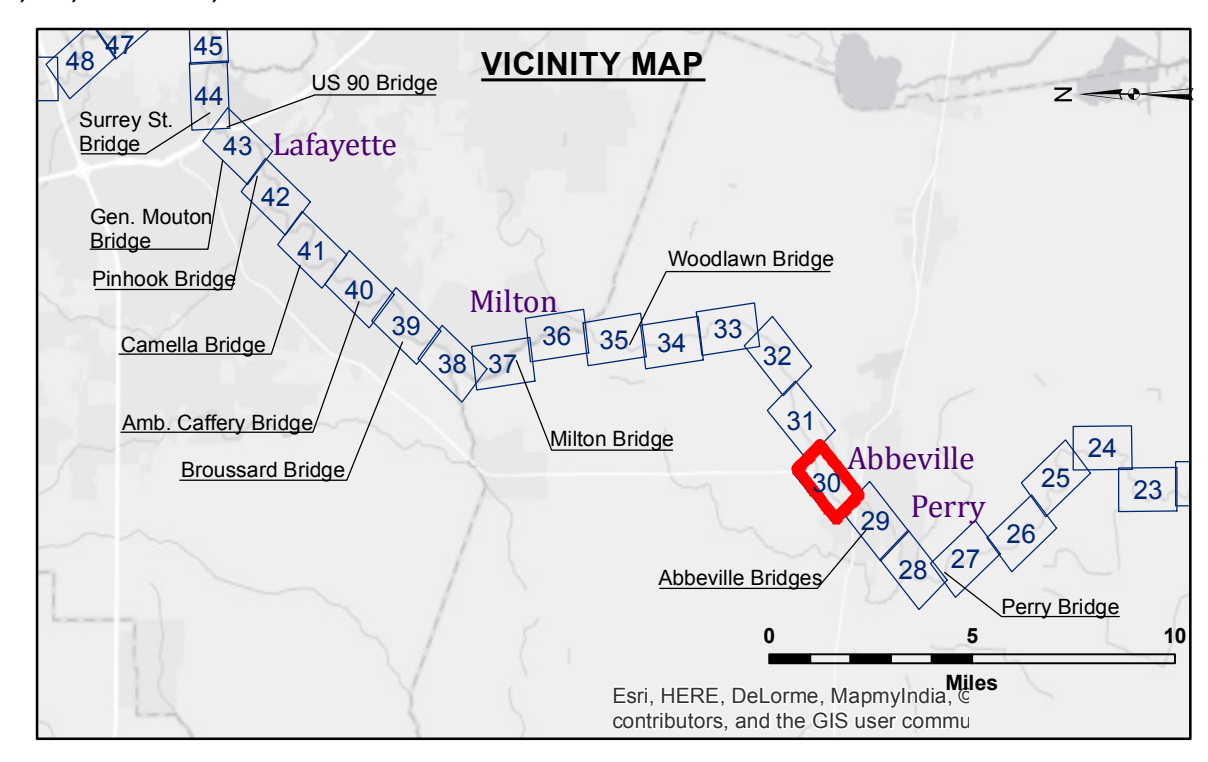 VICINITY MAP
47
48
45
US 90 Bridge
44
N
Surrey St.
Bridge
43
Lafayette
42
Gen. Mouton
Bridge
41
Woodlawn Bridge
Pinhook Bridge
40
Milton
39
36
35
34
33
Camella Bridge
38
37
32
31
Amb. Caffery Bridge
Milton Bridge
24
Abbeville
Broussard Bridge
30
25
23
Perry
29
26
27
28
Abbeville Bridges
Perry Bridge
0 5 10
Miles
Esri, HERE, DeLorme, MapmyIndia, ©
contributors, and the GIS user commu